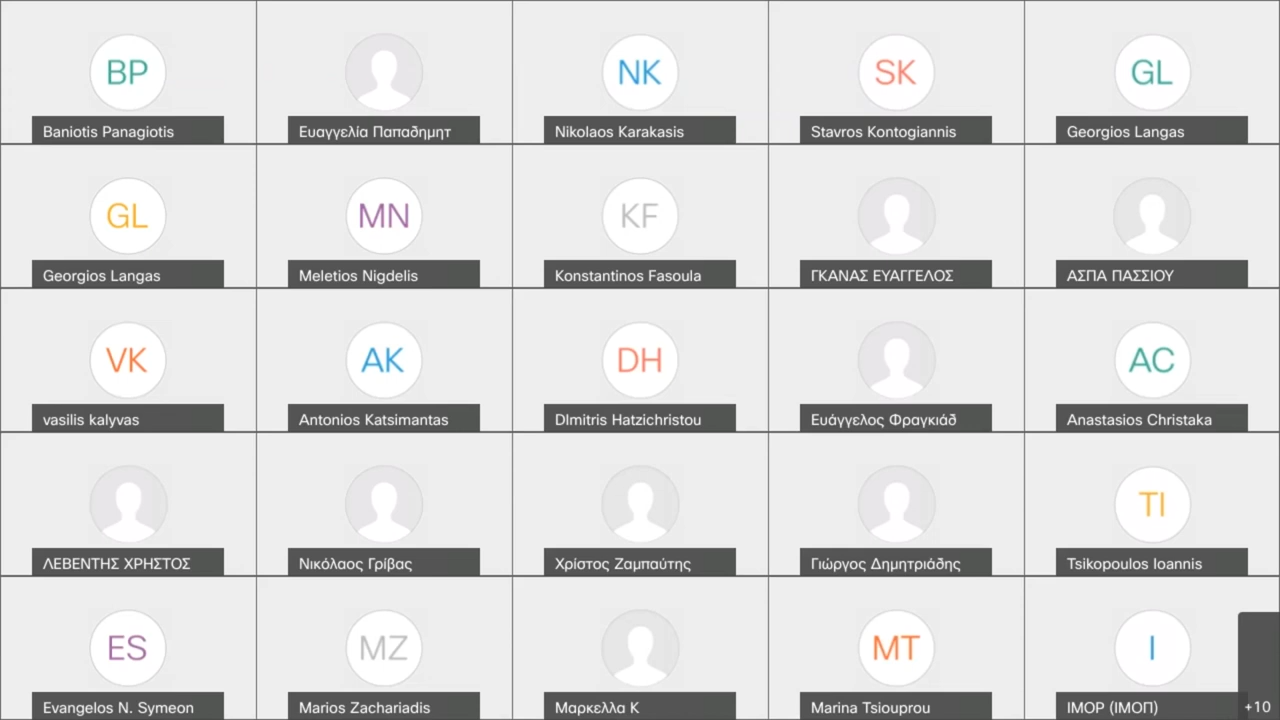 BP
NK
SK
GL
Baniotis Panagiotis
Ευαγγελία Παπαδημητ
Nikolaos Karakasis
Stavros Kontogiannis
Georgios Langas
GL
MN
KF
Georgios Langas
Meletios Nigdelis
Konstantinos Fasoula
ΓΚΑΝΑΣ ΕΥΑΓΓΕΛΟΣ
ΑΣΠΑ ΠΑΣΣΙΟΥ
VK
AK
DH
AC
vasilis kalyvas
Antonios Katsimantas
DImitris Hatzichristou
Ευάγγελος Φραγκιάδ
Anastasios Christaka
TI
ΛΕΒΕΝΤΗΣ ΧΡΗΣΤΟΣ
Νικόλαος Γρίβας
Χρίστος Ζαμπαύτης
Γιώργος Δημητριάδης
Tsikopoulos Ioannis
ES
MZ
MT
I
Evangelos N. Symeon
Marios Zachariadis
Μαρκελλα Κ
Marina Tsiouprou
IMOP (ΙΜΟΠ)
+10